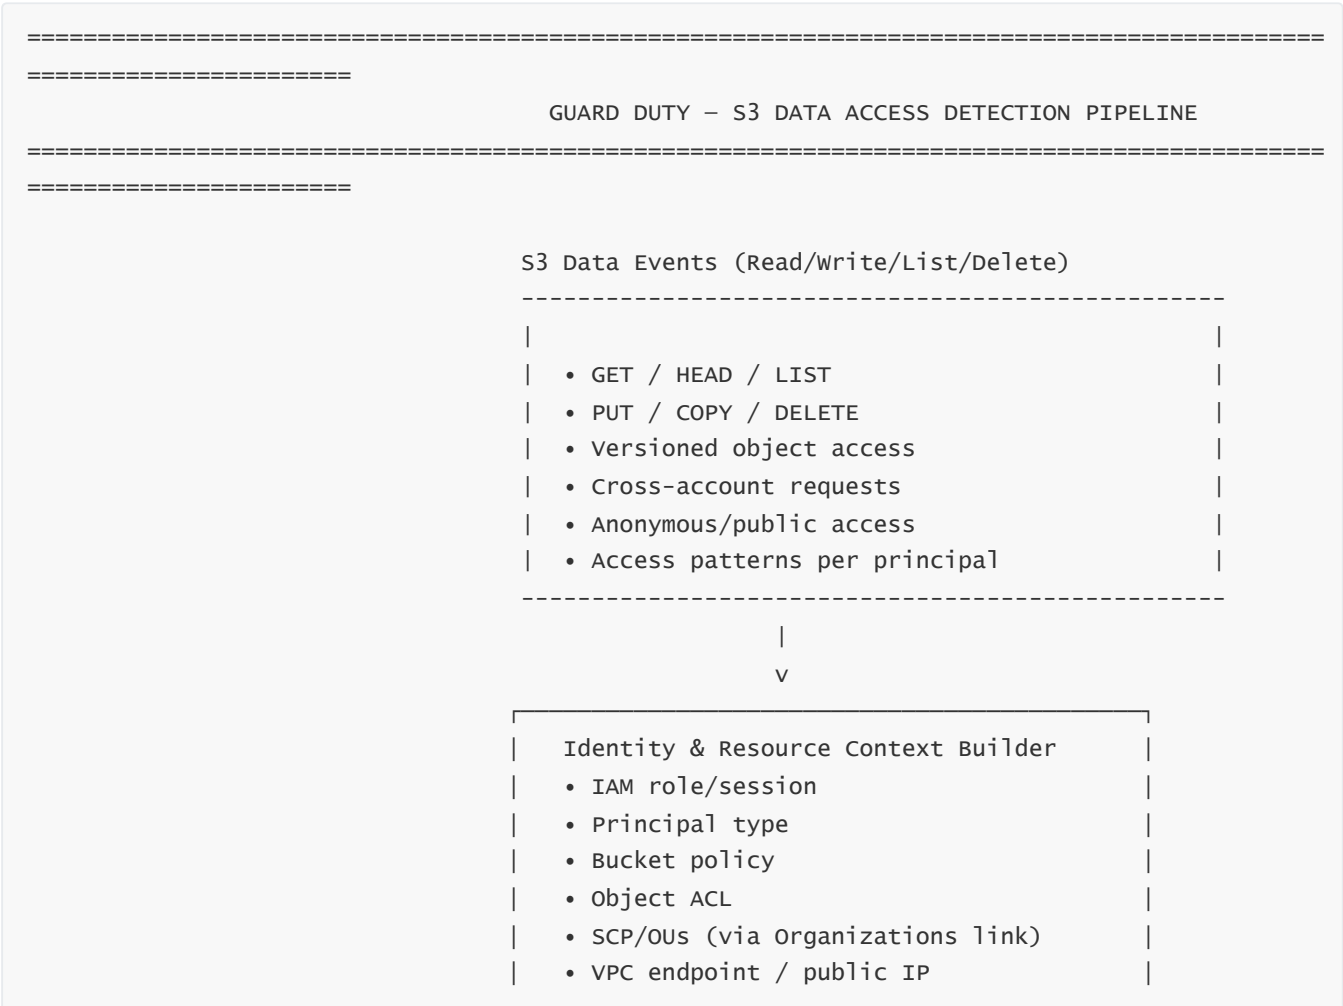 ============================================================================================
=======================
GUARD DUTY – S3 DATA ACCESS DETECTION PIPELINE
============================================================================================
=======================
S3 Data Events (Read/Write/List/Delete)
--------------------------------------------------
| |
| • GET / HEAD / LIST |
| • PUT / COPY / DELETE |
| • Versioned object access |
| • Cross-account requests |
| • Anonymous/public access |
| • Access patterns per principal |
--------------------------------------------------
|
v
┌─────────────────────────────────────────────┐
│ Identity & Resource Context Builder │
│ • IAM role/session │
│ • Principal type │
│ • Bucket policy │
│ • Object ACL │
│ • SCP/OUs (via Organizations link) │
│ • VPC endpoint / public IP │